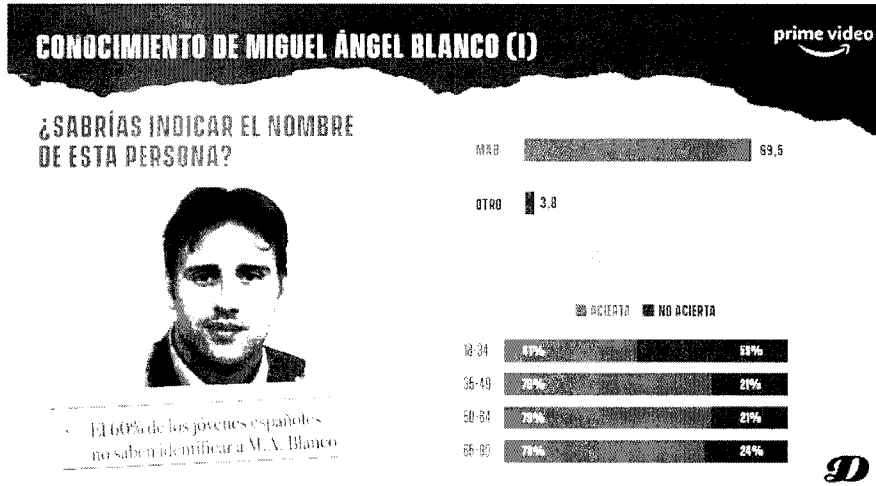 CONOCIMIENTO DE MIGUEL ÁNGEL BLANCO (I)
prime video
¿SABRÍAS INDICAR EL NOMBRE
DE ESTA PERSONA?
MAB 69,5
OTRO 3,8
ACIERTA NO ACIERTA
18-34 41% 59%
35-49 79% 21%
50-64 79% 21%
65-80 24%
El 60% de los jóvenes españoles
no saben identificar a M.A. Blanco
D